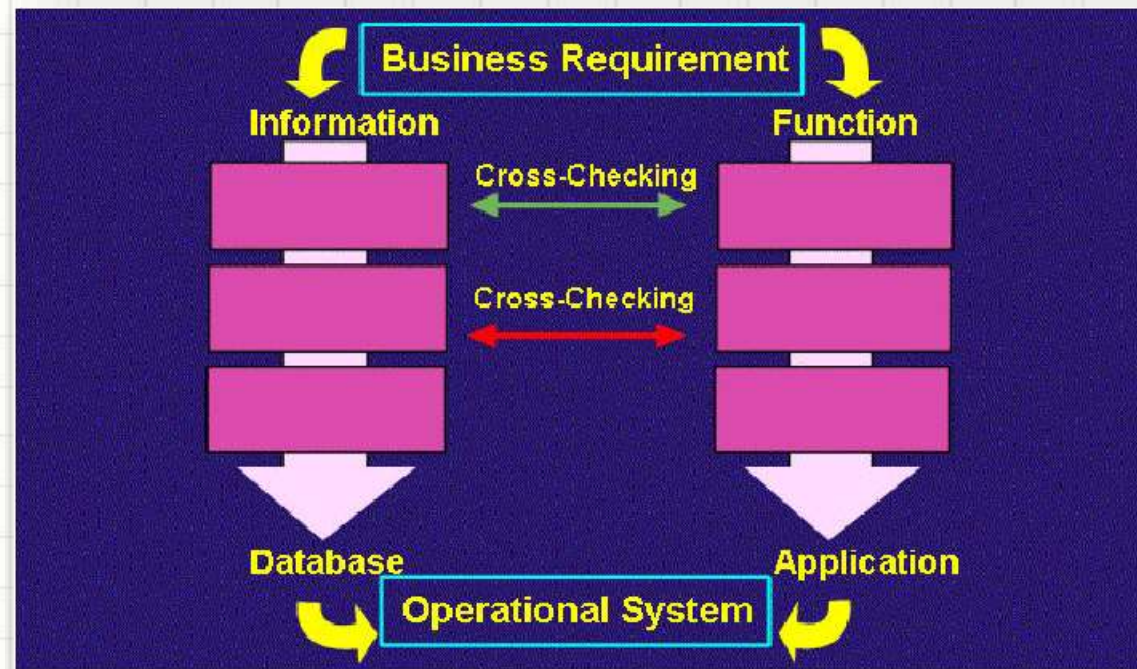 Business Requirement
Information
Function
Cross-Checking
Cross-Checking
Database
Application
Operational System